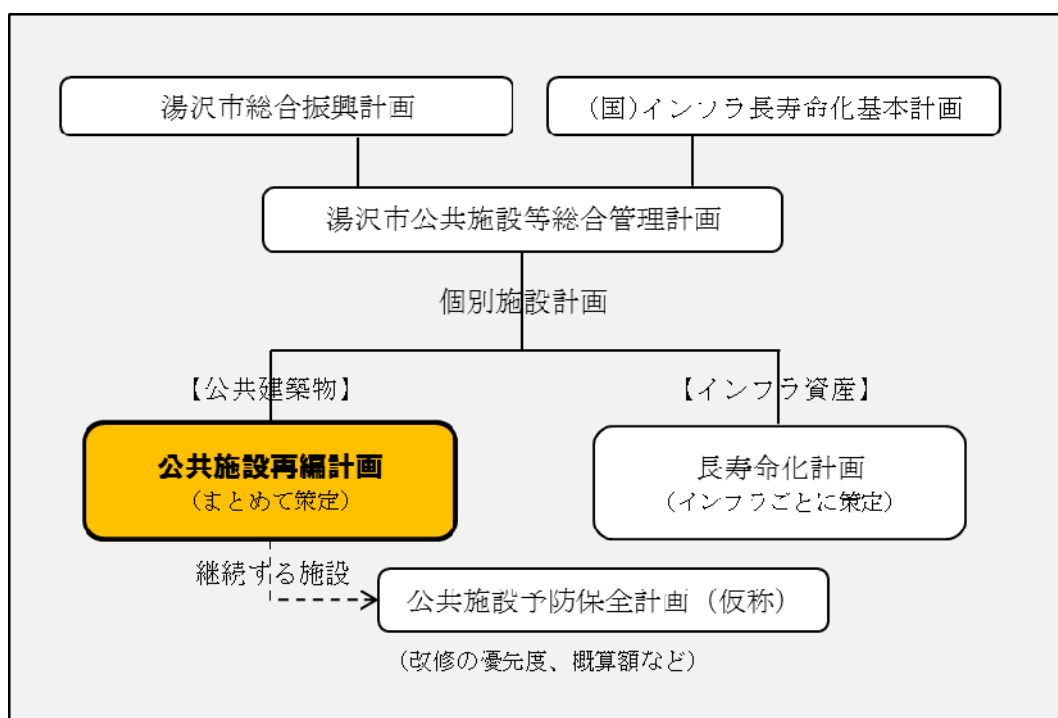 湯沢市総合振興計画
(国)インフラ長寿命化基本計画
湯沢市公共施設等総合管理計画
個別施設計画
【公共建築物】
【インフラ資産】
公共施設再編計画
(まとめて策定)
長寿命化計画
(インフラごとに策定)
継続する施設
公共施設予防保全計画(仮称)
(改修の優先度、概算額など)